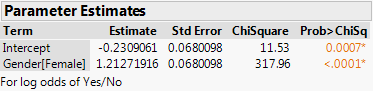 Parameter Estimates
Term Estimate Std Error ChiSquare Prob>ChiSq
Intercept -0.2309061 0.0680098 11.53 0.0007*
Gender[Female] 1.21271916 0.0680098 317.96 <.0001*
For log odds of Yes/No